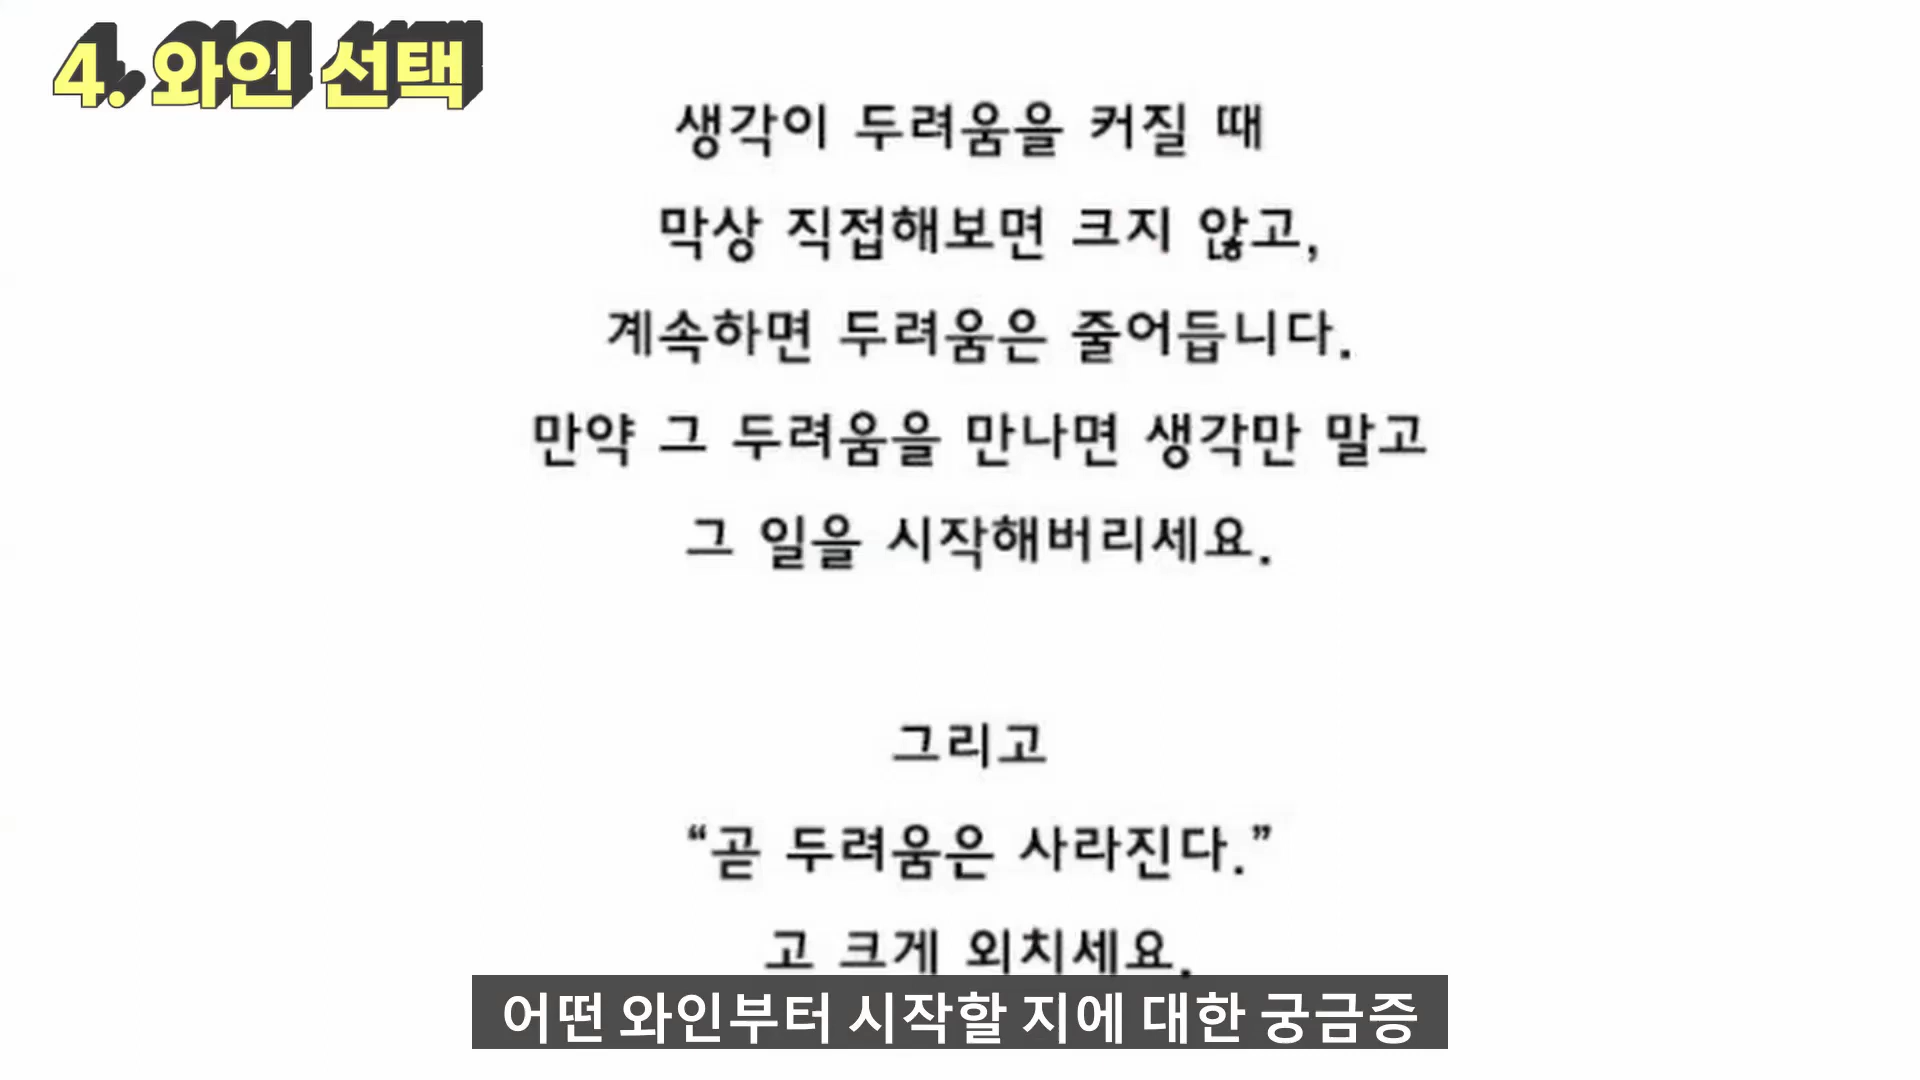 4. 와인 선택
생각이 두려움을 커질 때
막상 직접해보면 크지 않고,
계속하면 두려움은 줄어듭니다.
만약 그 두려움을 만나면 생각만 말고
그 일을 시작해버리세요.
그리고
“곧 두려움은 사라진다.”
고 크게 외치세요.
어떤 와인부터 시작할 지에 대한 궁금증